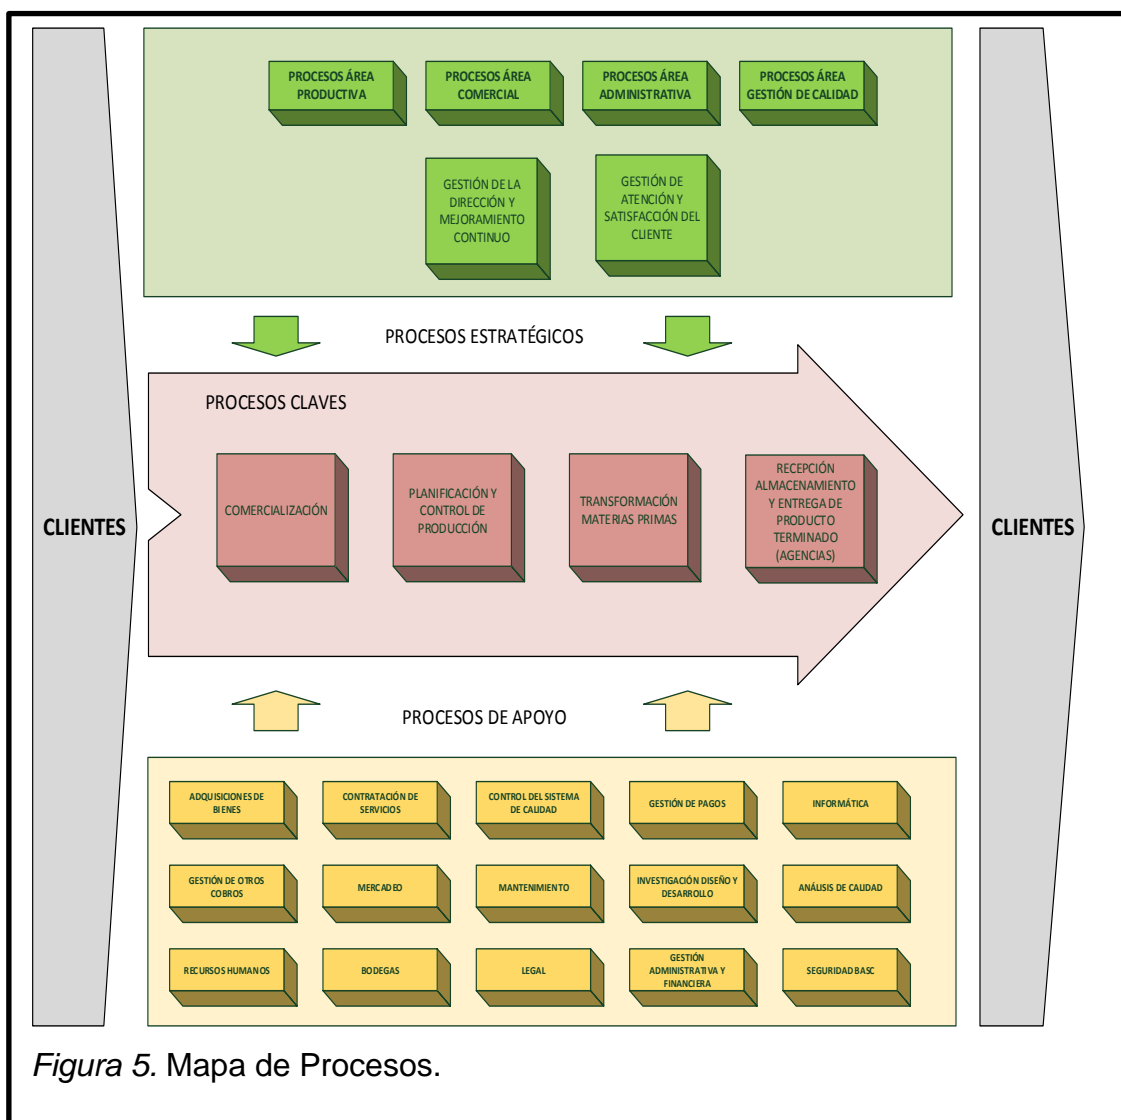 PROCESOS ÁREA
PRODUCTIVA
PROCESOS ÁREA
COMERCIAL
PROCESOS ÁREA
ADMINISTRATIVA
PROCESOS ÁREA
GESTIÓN DE CALIDAD
GESTIÓN DE LA
DIRECCIÓN Y
MEJORAMIENTO
CONTINUO
GESTIÓN DE
ATENCIÓN Y
SATISFACCIÓN DEL
CLIENTE
PROCESOS ESTRATÉGICOS
PROCESOS CLAVES
CLIENTES
COMERCIALIZACIÓN
PLANIFICACIÓN Y
CONTROL DE
PRODUCCIÓN
TRANSFORMACIÓN
MATERIAS PRIMAS
RECEPCIÓN
ALMACENAMIENTO
Y ENTREGA DE
PRODUCTO
TERMINADO
(AGENCIAS)
CLIENTES
PROCESOS DE APOYO
ADQUISICIONES DE
BIENES
CONTRATACIÓN DE
SERVICIOS
CONTROL DEL SISTEMA
DE CALIDAD
GESTIÓN DE PAGOS
INFORMÁTICA
GESTIÓN DE OTROS
COBROS
MERCADEO
MANTENIMIENTO
INVESTIGACIÓN DISEÑO Y
DESARROLLO
ANÁLISIS DE CALIDAD
RECURSOS HUMANOS
BODEGAS
LEGAL
GESTIÓN
ADMINISTRATIVA Y
FINANCIERA
SEGURIDAD BASC
Figura 5. Mapa de Procesos.